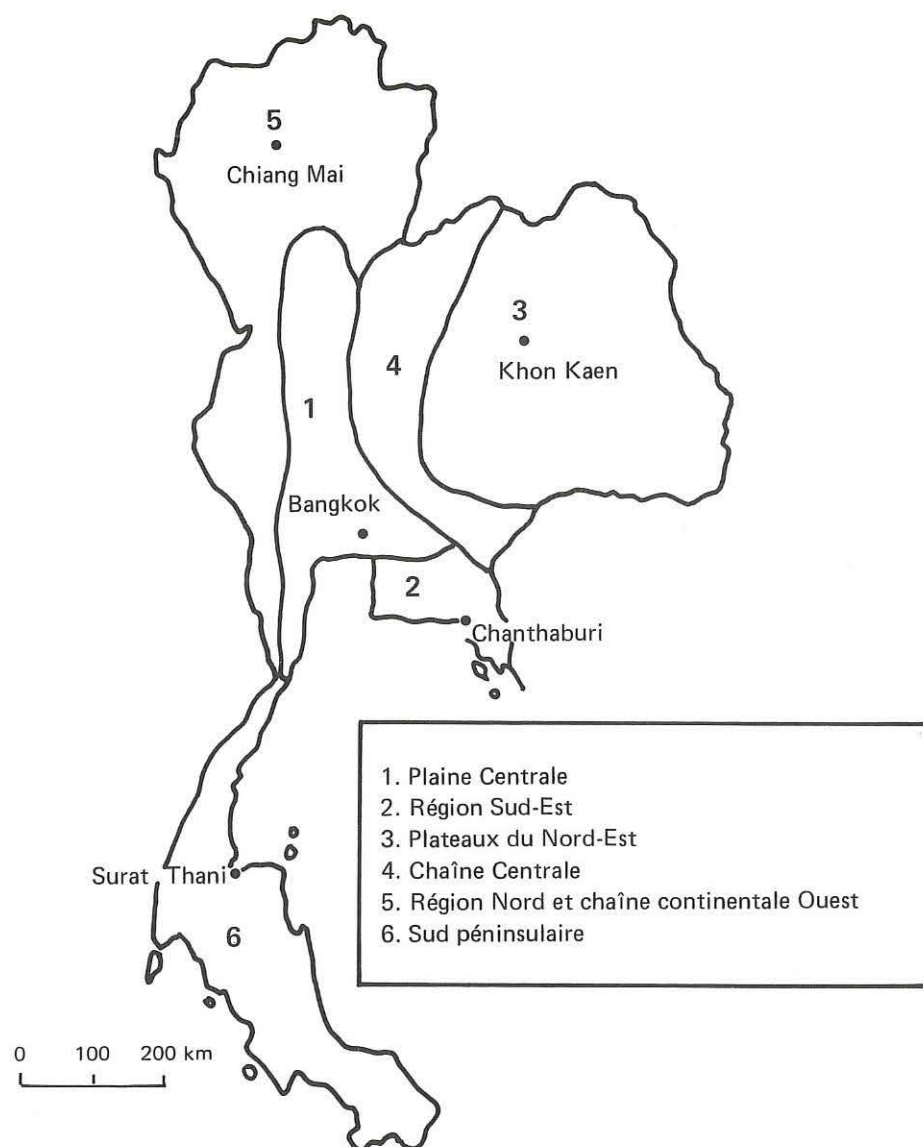 5
Chiang Mai
3
Khon Kaen
4
1
Bangkok
2
Chanthaburi
1. Plaine Centrale
2. Région Sud-Est
3. Plateaux du Nord-Est
4. Chaîne Centrale
5. Région Nord et chaîne continentale Ouest
6. Sud péninsulaire
Surat Thani
6
0 100 200 km